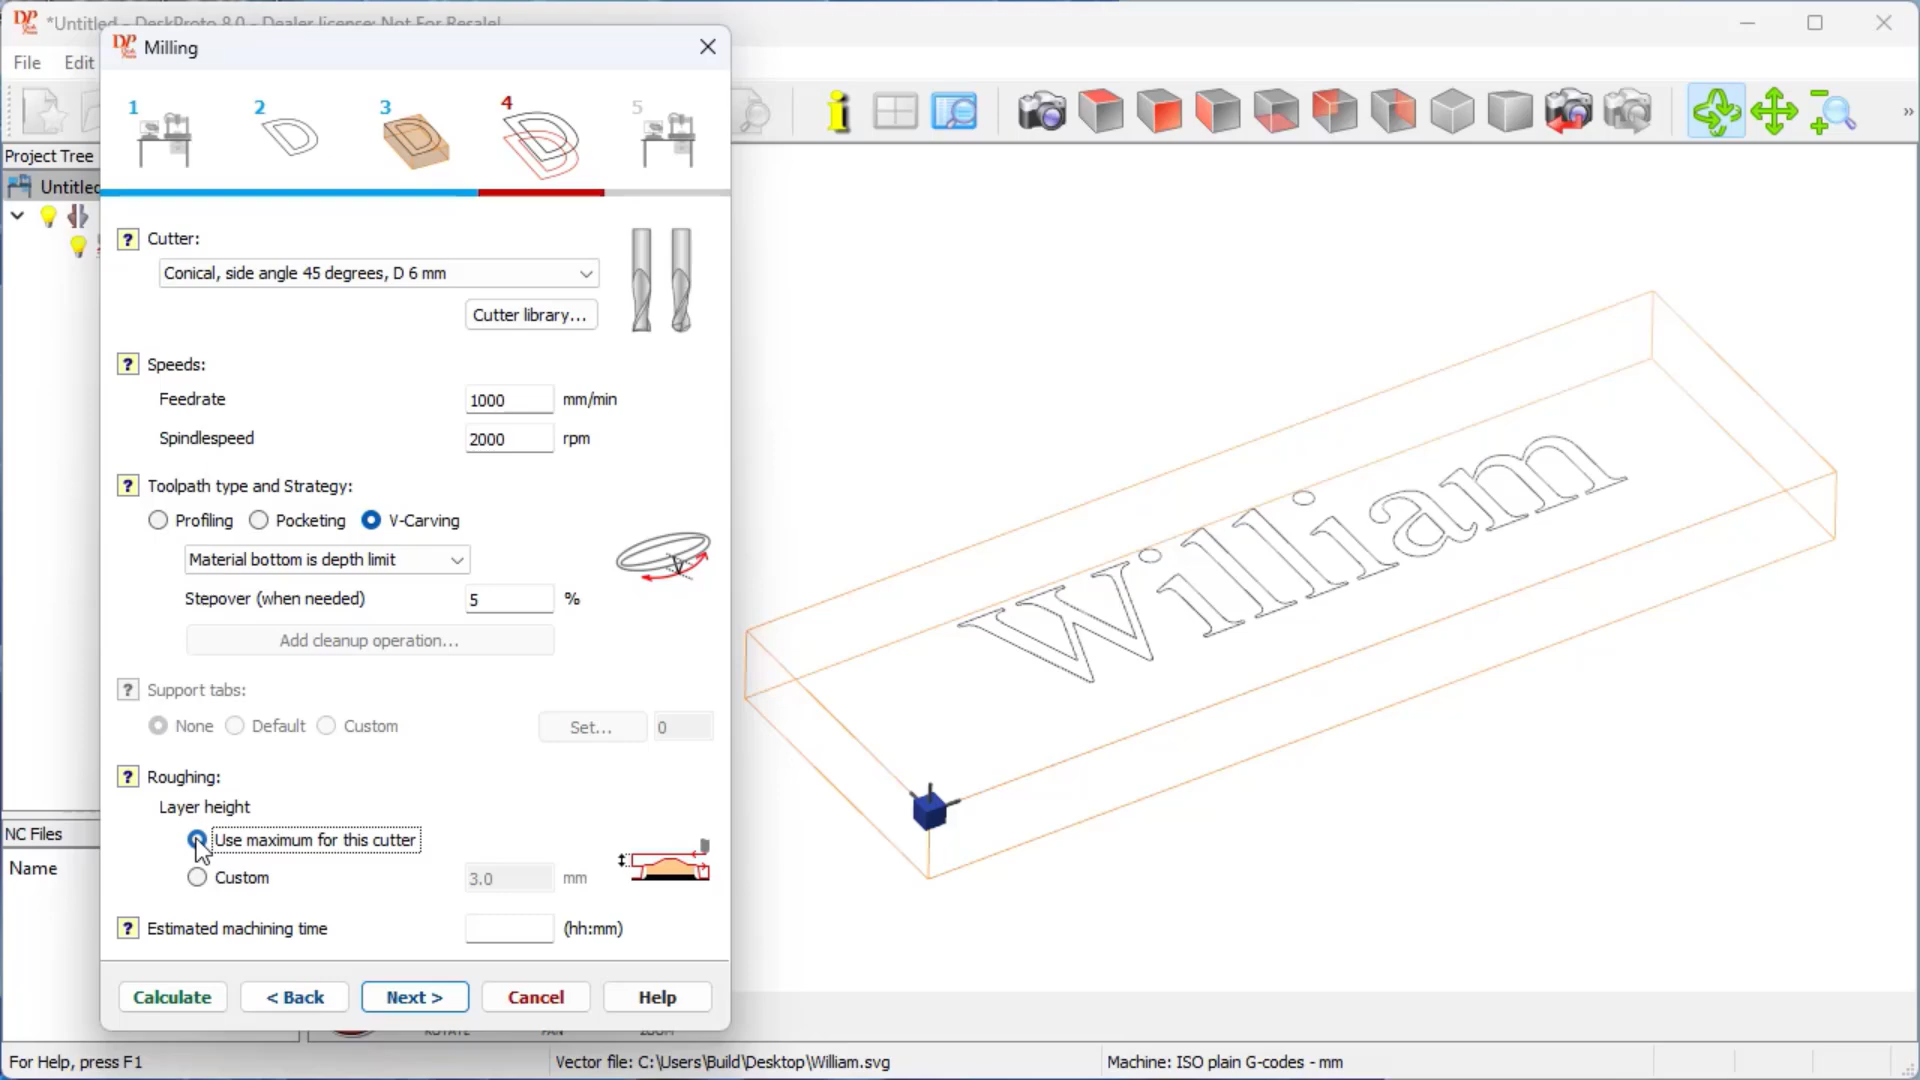 *Untitled - DeskProto 8.0 - Dealer license: Not For Resale!
DP
Milling
File
Edit
1
2
3
4
5
Project Tree
Untitled
? Cutter:
Conical, side angle 45 degrees, D 6 mm
Cutter library...
? Speeds:
Feedrate 1000 mm/min
Spindlespeed 2000 rpm
? Toolpath type and Strategy:
Profiling Pocketing V-Carving
Material bottom is depth limit
Stepover (when needed) 5 %
Add cleanup operation...
? Support tabs:
None Default Custom Set... 0
? Roughing:
Layer height
Use maximum for this cutter
Custom 3.0 mm
? Estimated machining time (hh:mm)
Calculate < Back Next > Cancel Help
NC Files
Name
William
ROTATE PAN ZOOM
For Help, press F1
Vector file: C:\Users\Build\Desktop\William.svg
Machine: ISO plain G-codes - mm